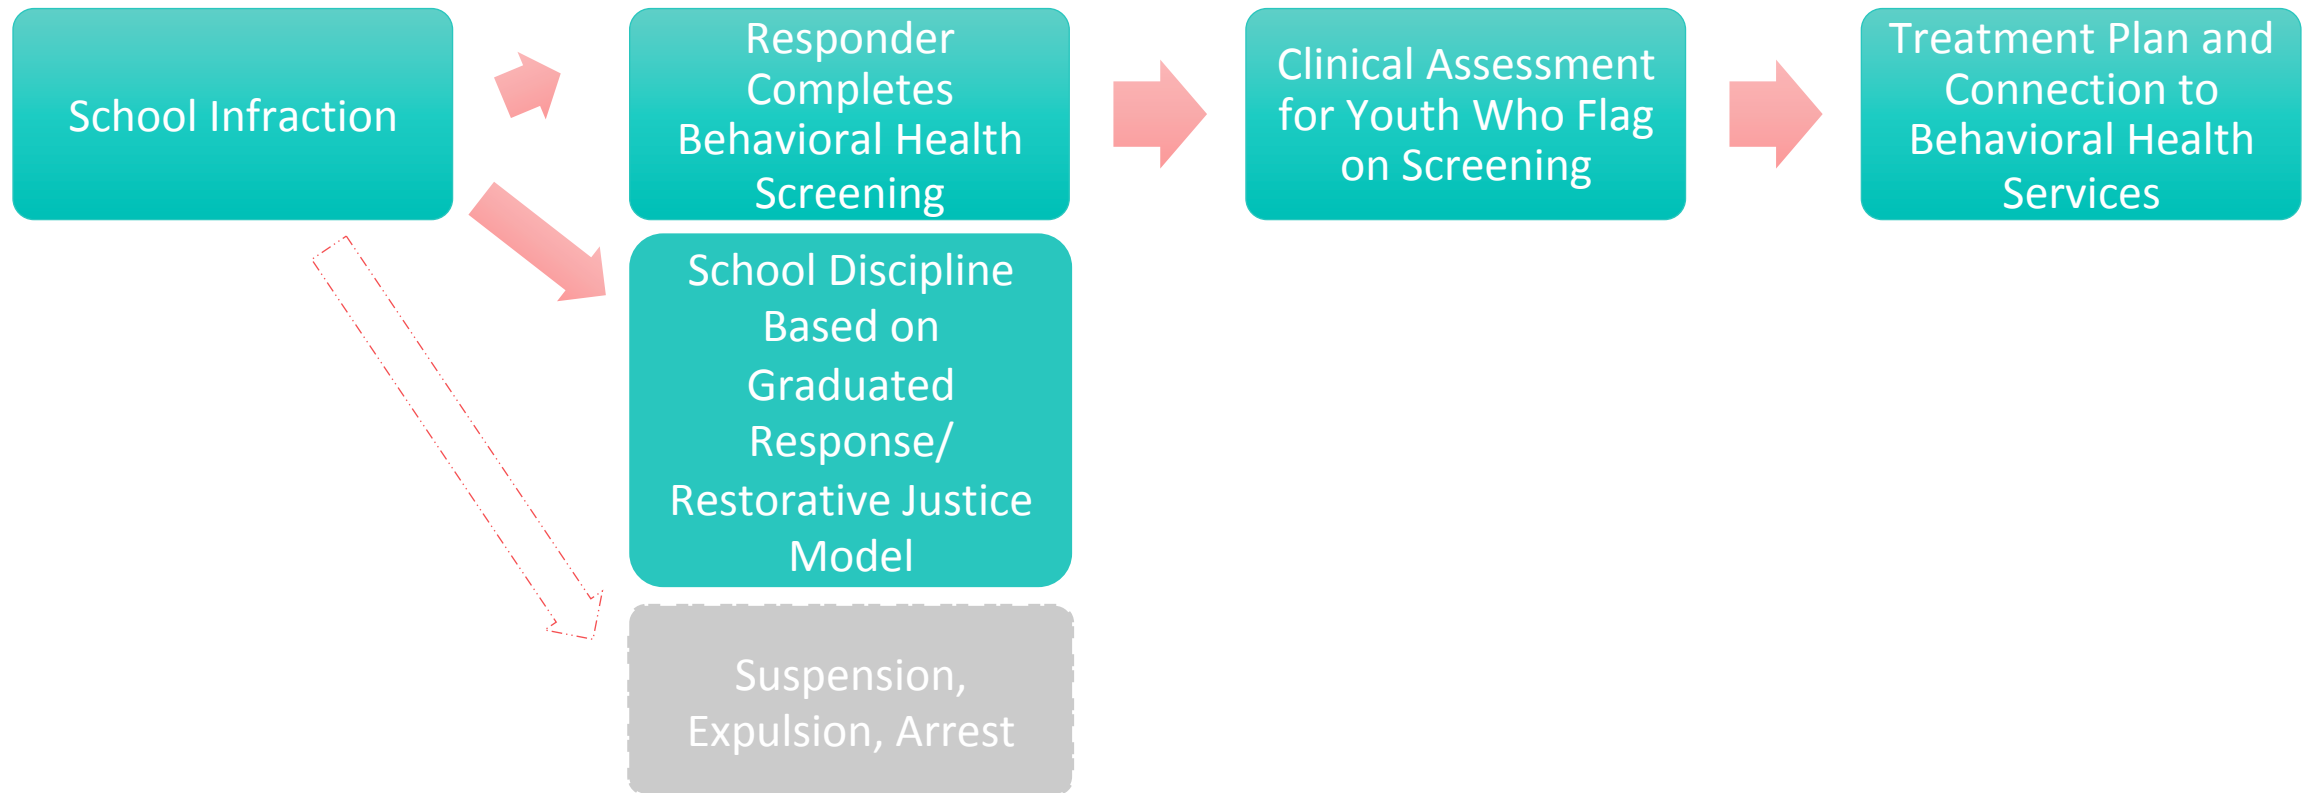 School Infraction
Responder
Completes
Behavioral Health
Screening
Clinical Assessment
for Youth Who Flag
on Screening
Treatment Plan and
Connection to
Behavioral Health
Services
School Discipline
Based on
Graduated
Response/
Restorative Justice
Model
Suspension,
Expulsion, Arrest